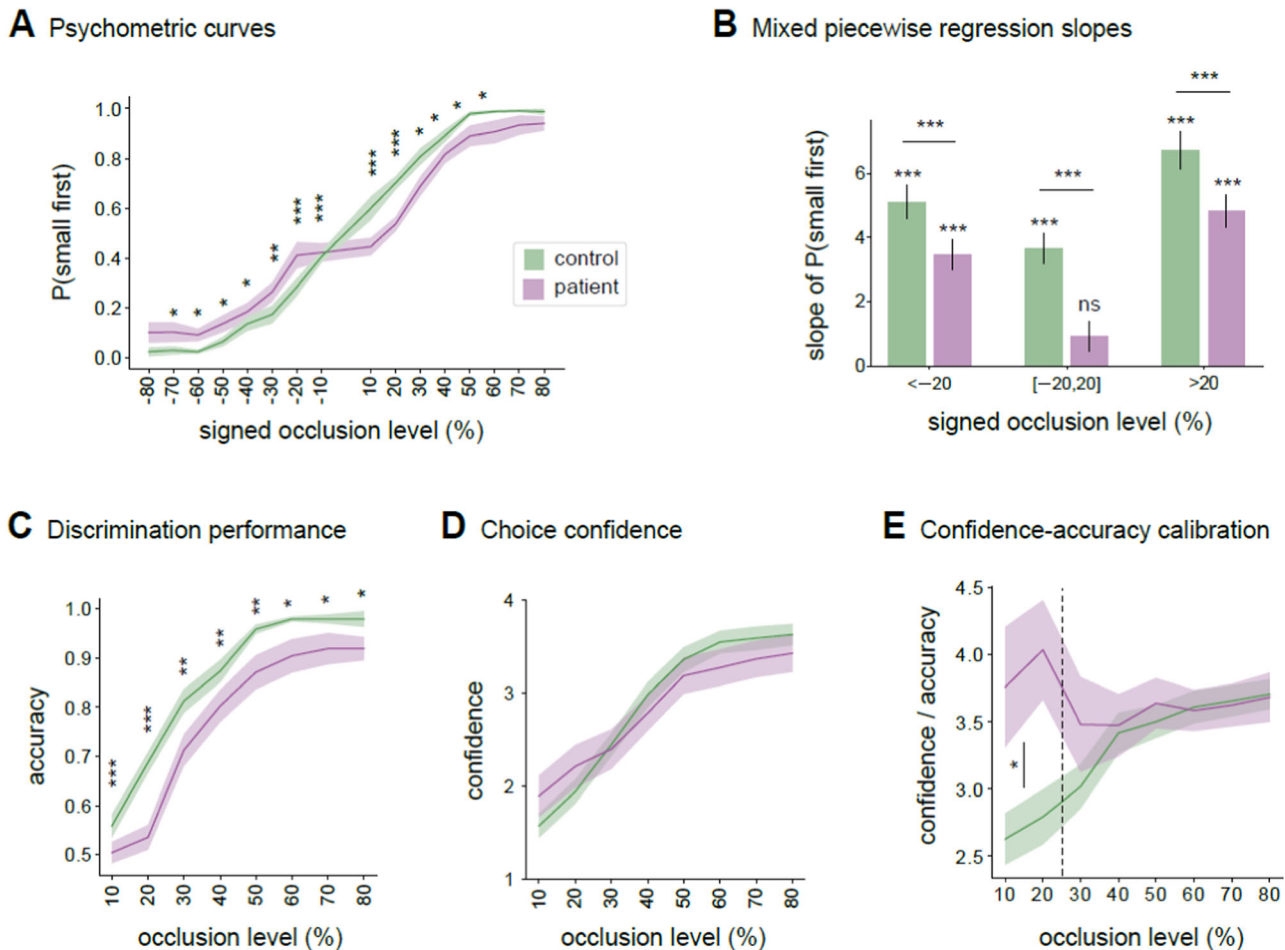 A Psychometric curves
P(small first)
1.0
0.8
0.6
0.4
0.2
0.0
* * * * ** *** *** *** *** * * * *
control
patient
-80 -70 -60 -50 -40 -30 -20 -10 10 20 30 40 50 60 70 80
signed occlusion level (%)
B Mixed piecewise regression slopes
slope of P(small first)
6
4
2
0
*** *** ***
*** *** *** ns *** ***
<−20 [−20,20] >20
signed occlusion level (%)
C Discrimination performance
accuracy
1.0
0.9
0.8
0.7
0.6
0.5
*** *** ** ** ** * * *
10 20 30 40 50 60 70 80
occlusion level (%)
D Choice confidence
confidence
4
3
2
1
10 20 30 40 50 60 70 80
occlusion level (%)
E Confidence-accuracy calibration
confidence / accuracy
4.5
4.0
3.5
3.0
2.5
*
10 20 30 40 50 60 70 80
occlusion level (%)